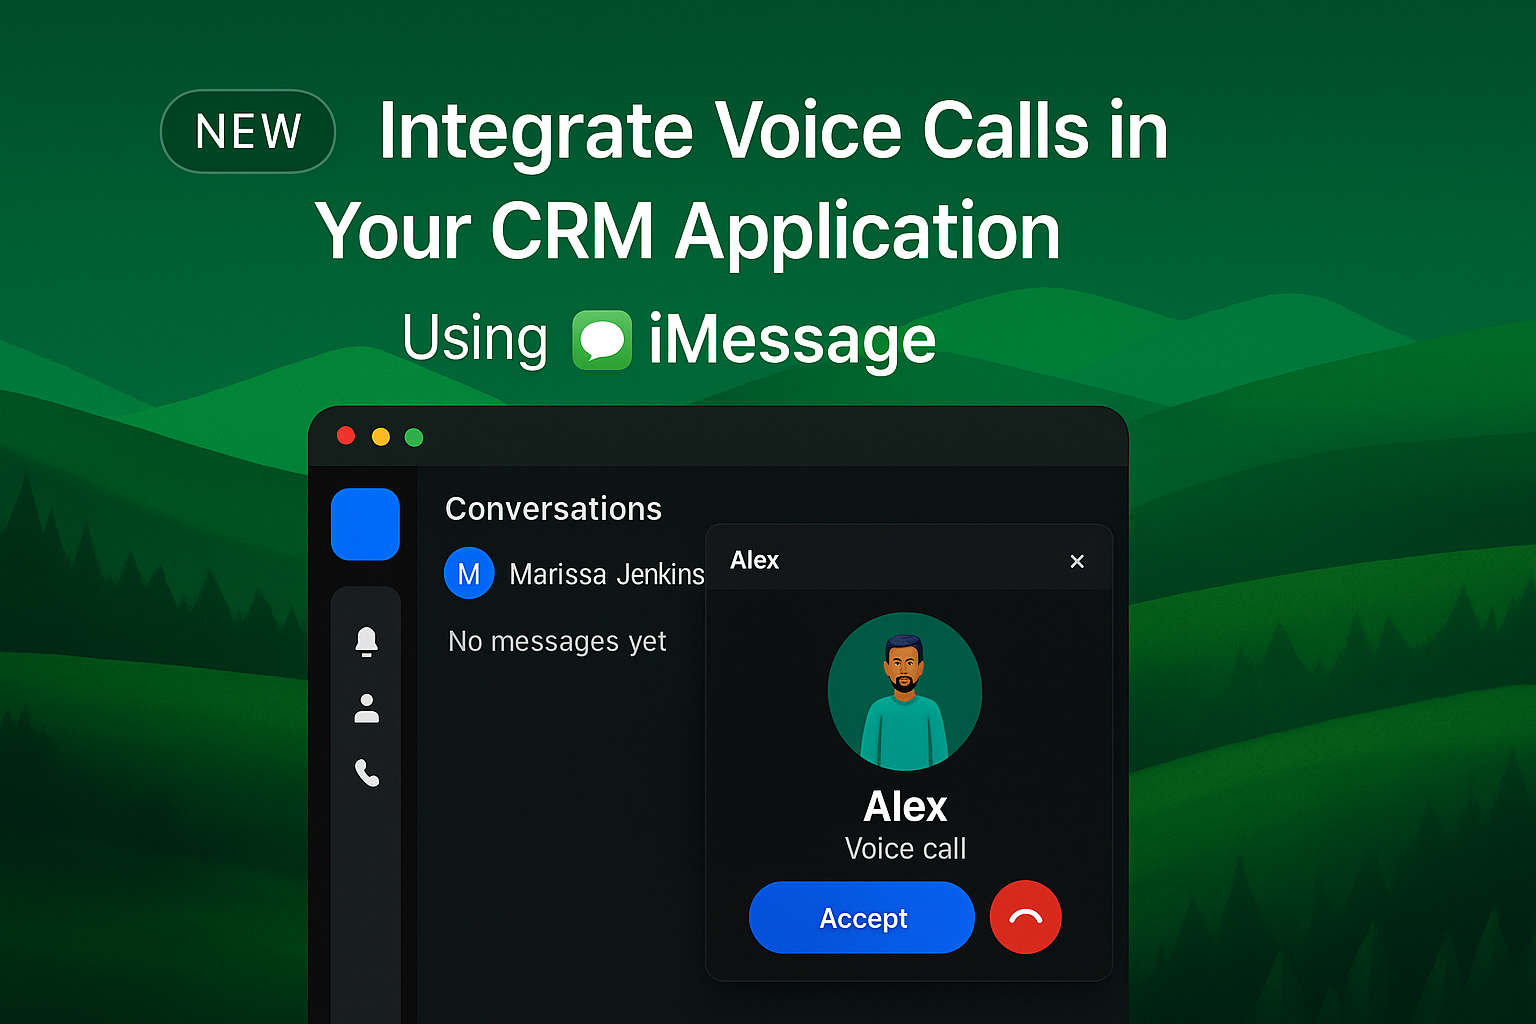 NEW Integrate Voice Calls in
Your CRM Application
Using iMessage
Conversations
M Marissa Jenkins
No messages yet
Alex ×
Alex
Voice call
Accept